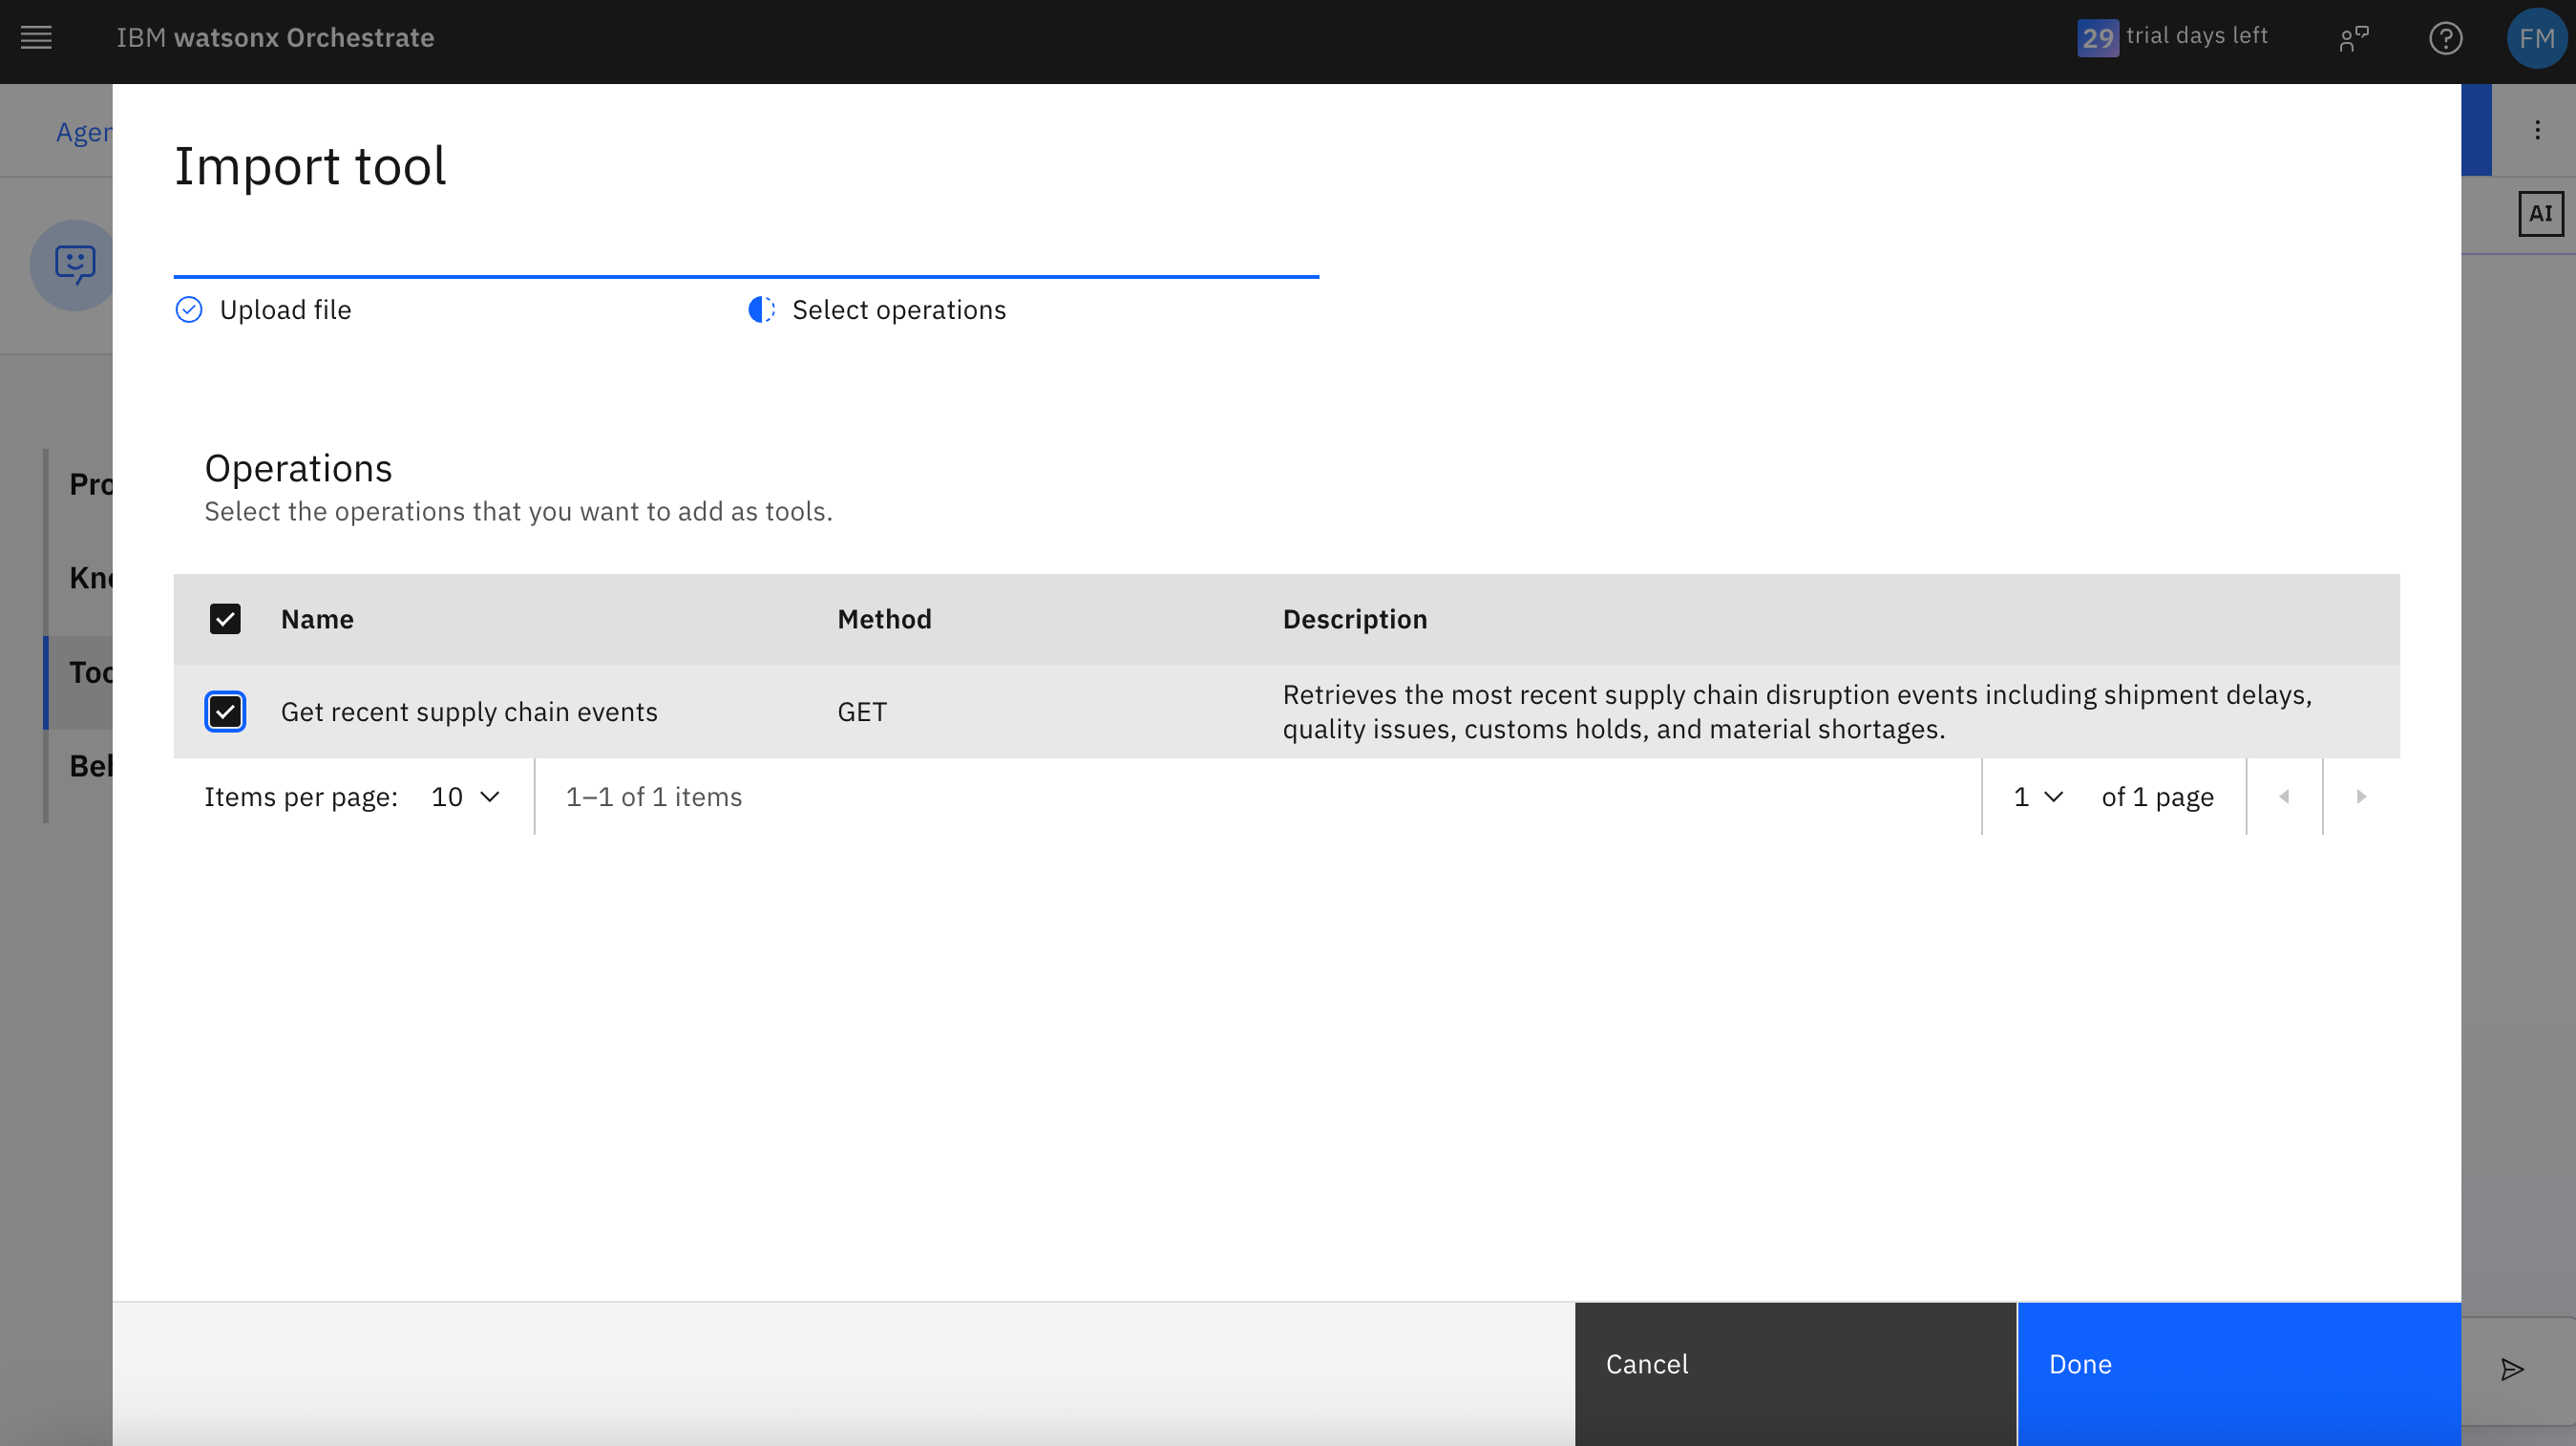 IBM watsonx Orchestrate
29 trial days left
FM
Agen
AI
Import tool
Upload file
Select operations
Pro
Kno
Too
Beh
Operations
Select the operations that you want to add as tools.
Name Method Description
Get recent supply chain events GET Retrieves the most recent supply chain disruption events including shipment delays,
quality issues, customs holds, and material shortages.
Items per page: 10 1–1 of 1 items 1 of 1 page
Cancel Done